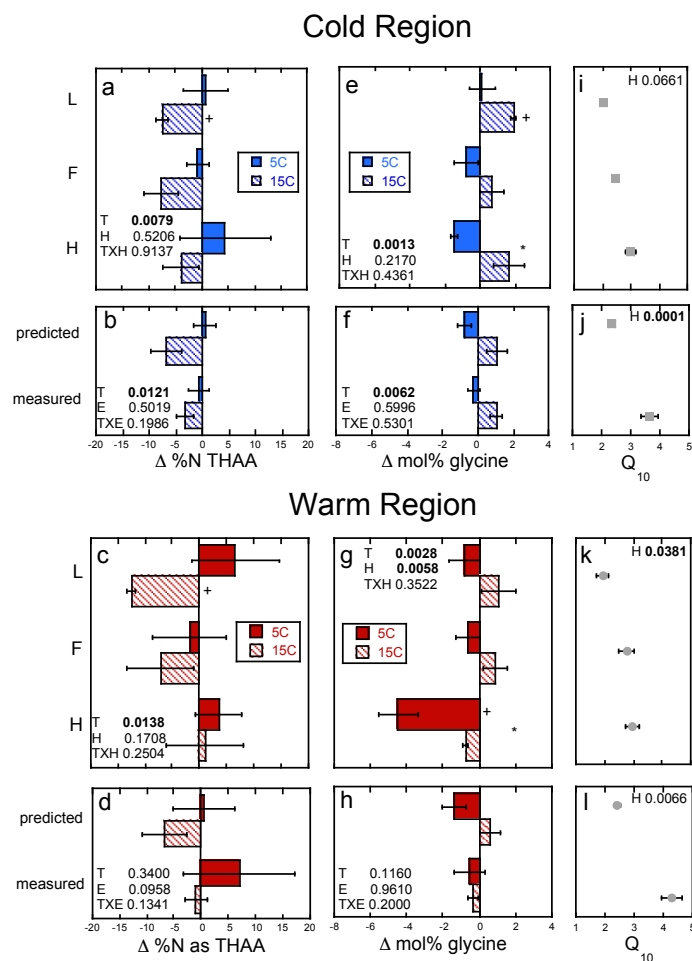 Cold Region
a
e
i
H 0.0661
L
+
+
F
5C
15C
5C
15C
T 0.0079
H 0.5206
TXH 0.9137
H
T 0.0013
H 0.2170
TXH 0.4361
*
b
f
j
H 0.0001
predicted
measured
T 0.0121
E 0.5019
TXE 0.1986
T 0.0062
E 0.5996
TXE 0.5301
-20 -15 -10 -5 0 5 10 15 20
-6 -4 -2 0 2 4 6
1 2 3 4 5
Δ %N THAA
Δ mol% glycine
Q10
Warm Region
c
g
k
T 0.0028
H 0.0058
TXH 0.3522
H 0.0381
L
+
F
5C
15C
5C
15C
H
T 0.0138
H 0.1708
TXH 0.2504
+
*
d
h
l
H 0.0066
predicted
measured
T 0.3400
E 0.0958
TXE 0.1341
T 0.1160
E 0.9610
TXE 0.2000
-20 -15 -10 -5 0 5 10 15 20
-6 -4 -2 0 2 4 6
1 2 3 4 5
Δ %N as THAA
Δ mol% glycine
Q10